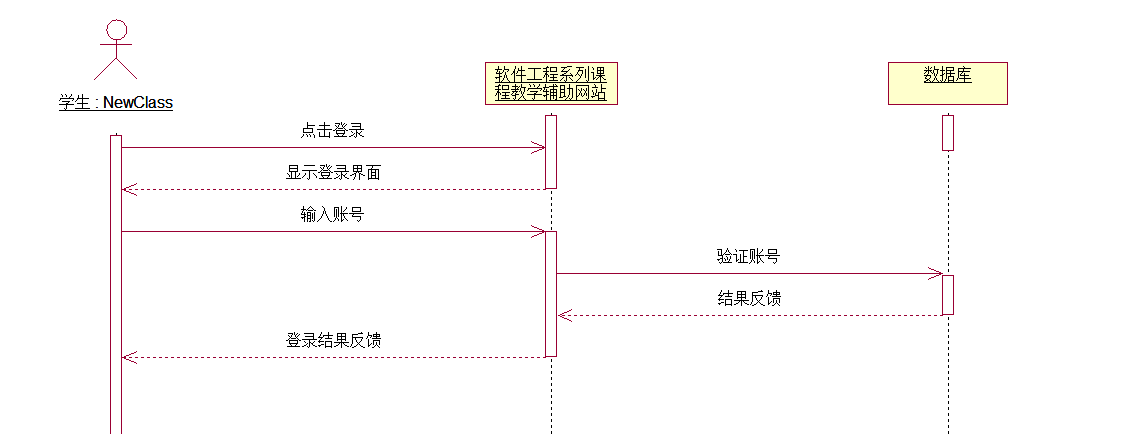 软件工程系列课
程教学辅助网站
数据库
学生 : NewClass
点击登录
显示登录界面
输入账号
验证账号
结果反馈
登录结果反馈